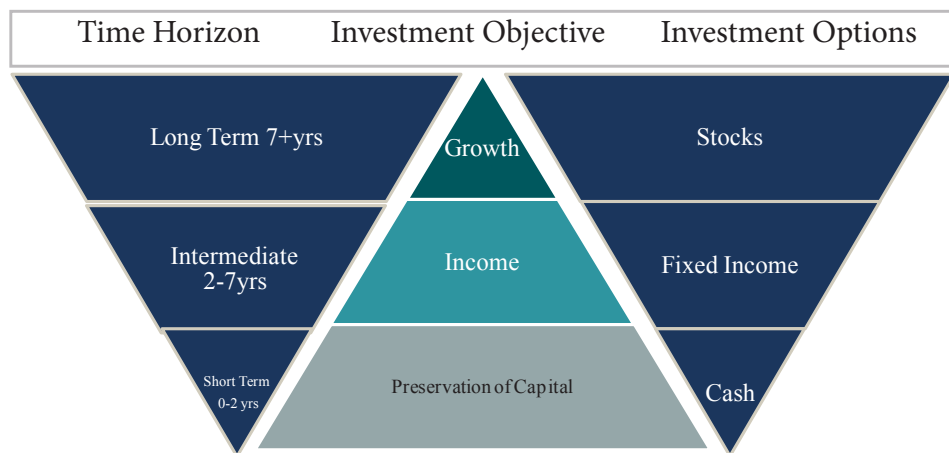 Time Horizon
Investment Objective
Investment Options
Long Term 7+yrs
Growth
Stocks
Intermediate
2-7yrs
Income
Fixed Income
Short Term
0-2 yrs
Preservation of Capital
Cash